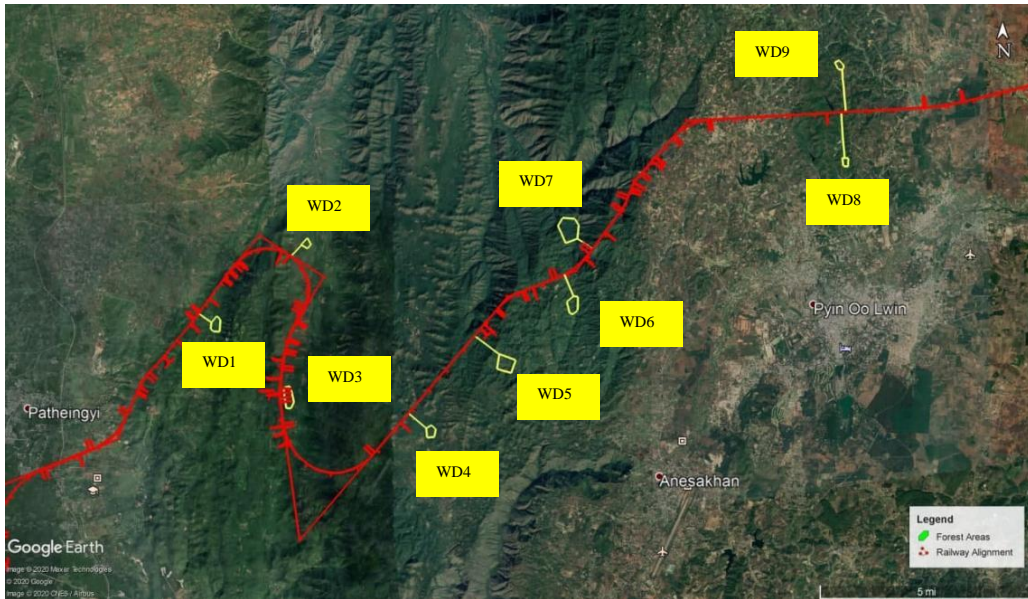 WD9
N
WD7
WD2
WD8
Pyin Oo Lwin
WD6
WD1
WD3
WD5
Patheingyi
WD4
Anesakhan
Legend
Forest Areas
Railway Alignment
Google Earth
Image © 2020 Maxar Technologies
© 2020 Google
Image © 2020 CNES / Airbus
5 mi